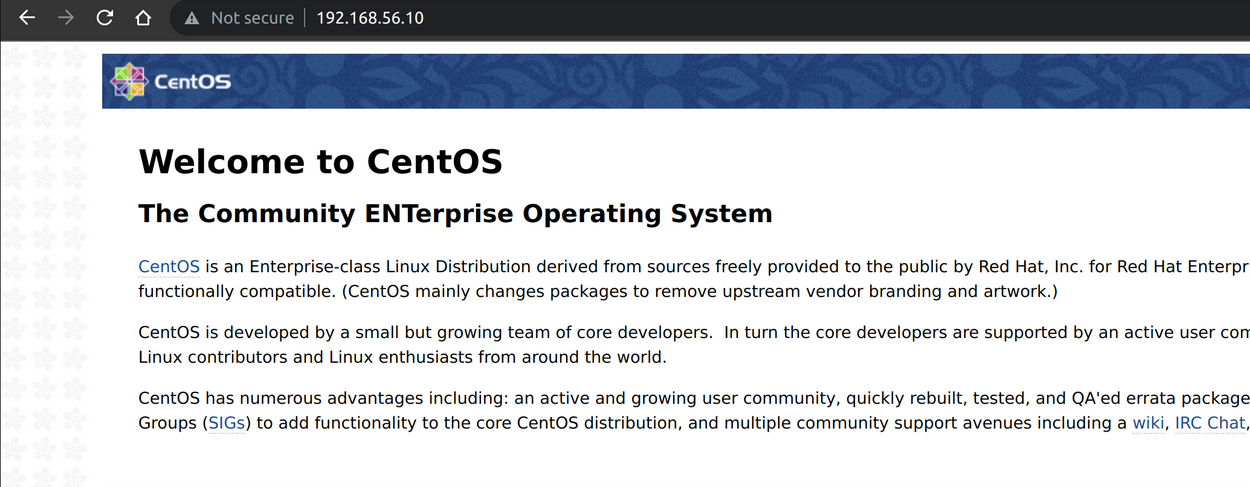 Not secure 192.168.56.10
CentOS
Welcome to CentOS
The Community ENTerprise Operating System
CentOS is an Enterprise-class Linux Distribution derived from sources freely provided to the public by Red Hat, Inc. for Red Hat
functionally compatible. (CentOS mainly changes packages to remove upstream vendor branding and artwork.)
CentOS is developed by a small but growing team of core developers.  In turn the core developers are supported by an active user
Linux contributors and Linux enthusiasts from around the world.
CentOS has numerous advantages including: an active and growing user community, quickly rebuilt, tested, and QA'ed errata package
Groups (SIGs) to add functionality to the core CentOS distribution, and multiple community support avenues including a wiki, IRC Chat,